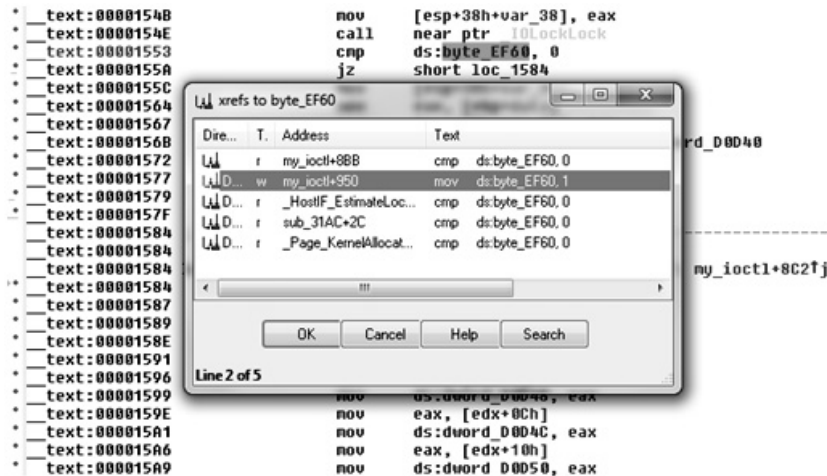 __text:0000154B mov [esp+38h+var_38], eax
__text:0000154E call near ptr _IOLockLock
__text:00001553 cmp ds:byte_EF60, 0
__text:0000155A jz short loc_1584
__text:0000155C
__text:00001564
__text:00001567
__text:0000156B rd_D0D40
__text:00001572
__text:00001577
__text:00001579
__text:0000157F
__text:00001584
__text:00001584
__text:00001584 my_ioctl+8C2↑j
__text:00001584
__text:00001587
__text:00001589
__text:0000158E
__text:00001591
__text:00001596
__text:00001599 mov ds:dword_D0D48, eax
__text:0000159E mov eax, [edx+0Ch]
__text:000015A1 mov ds:dword_D0D4C, eax
__text:000015A6 mov eax, [edx+10h]
__text:000015A9 mov ds:dword_D0D50, eax
xrefs to byte_EF60
Dire... T. Address Text
r my_ioctl+8BB cmp ds:byte_EF60, 0
D... w my_ioctl+950 mov ds:byte_EF60, 1
D... r _HostIF_EstimateLoc... cmp ds:byte_EF60, 0
D... r sub_31AC+2C cmp ds:byte_EF60, 0
D... r _Page_KernelAllocat... cmp ds:byte_EF60, 0
OK Cancel Help Search
Line 2 of 5